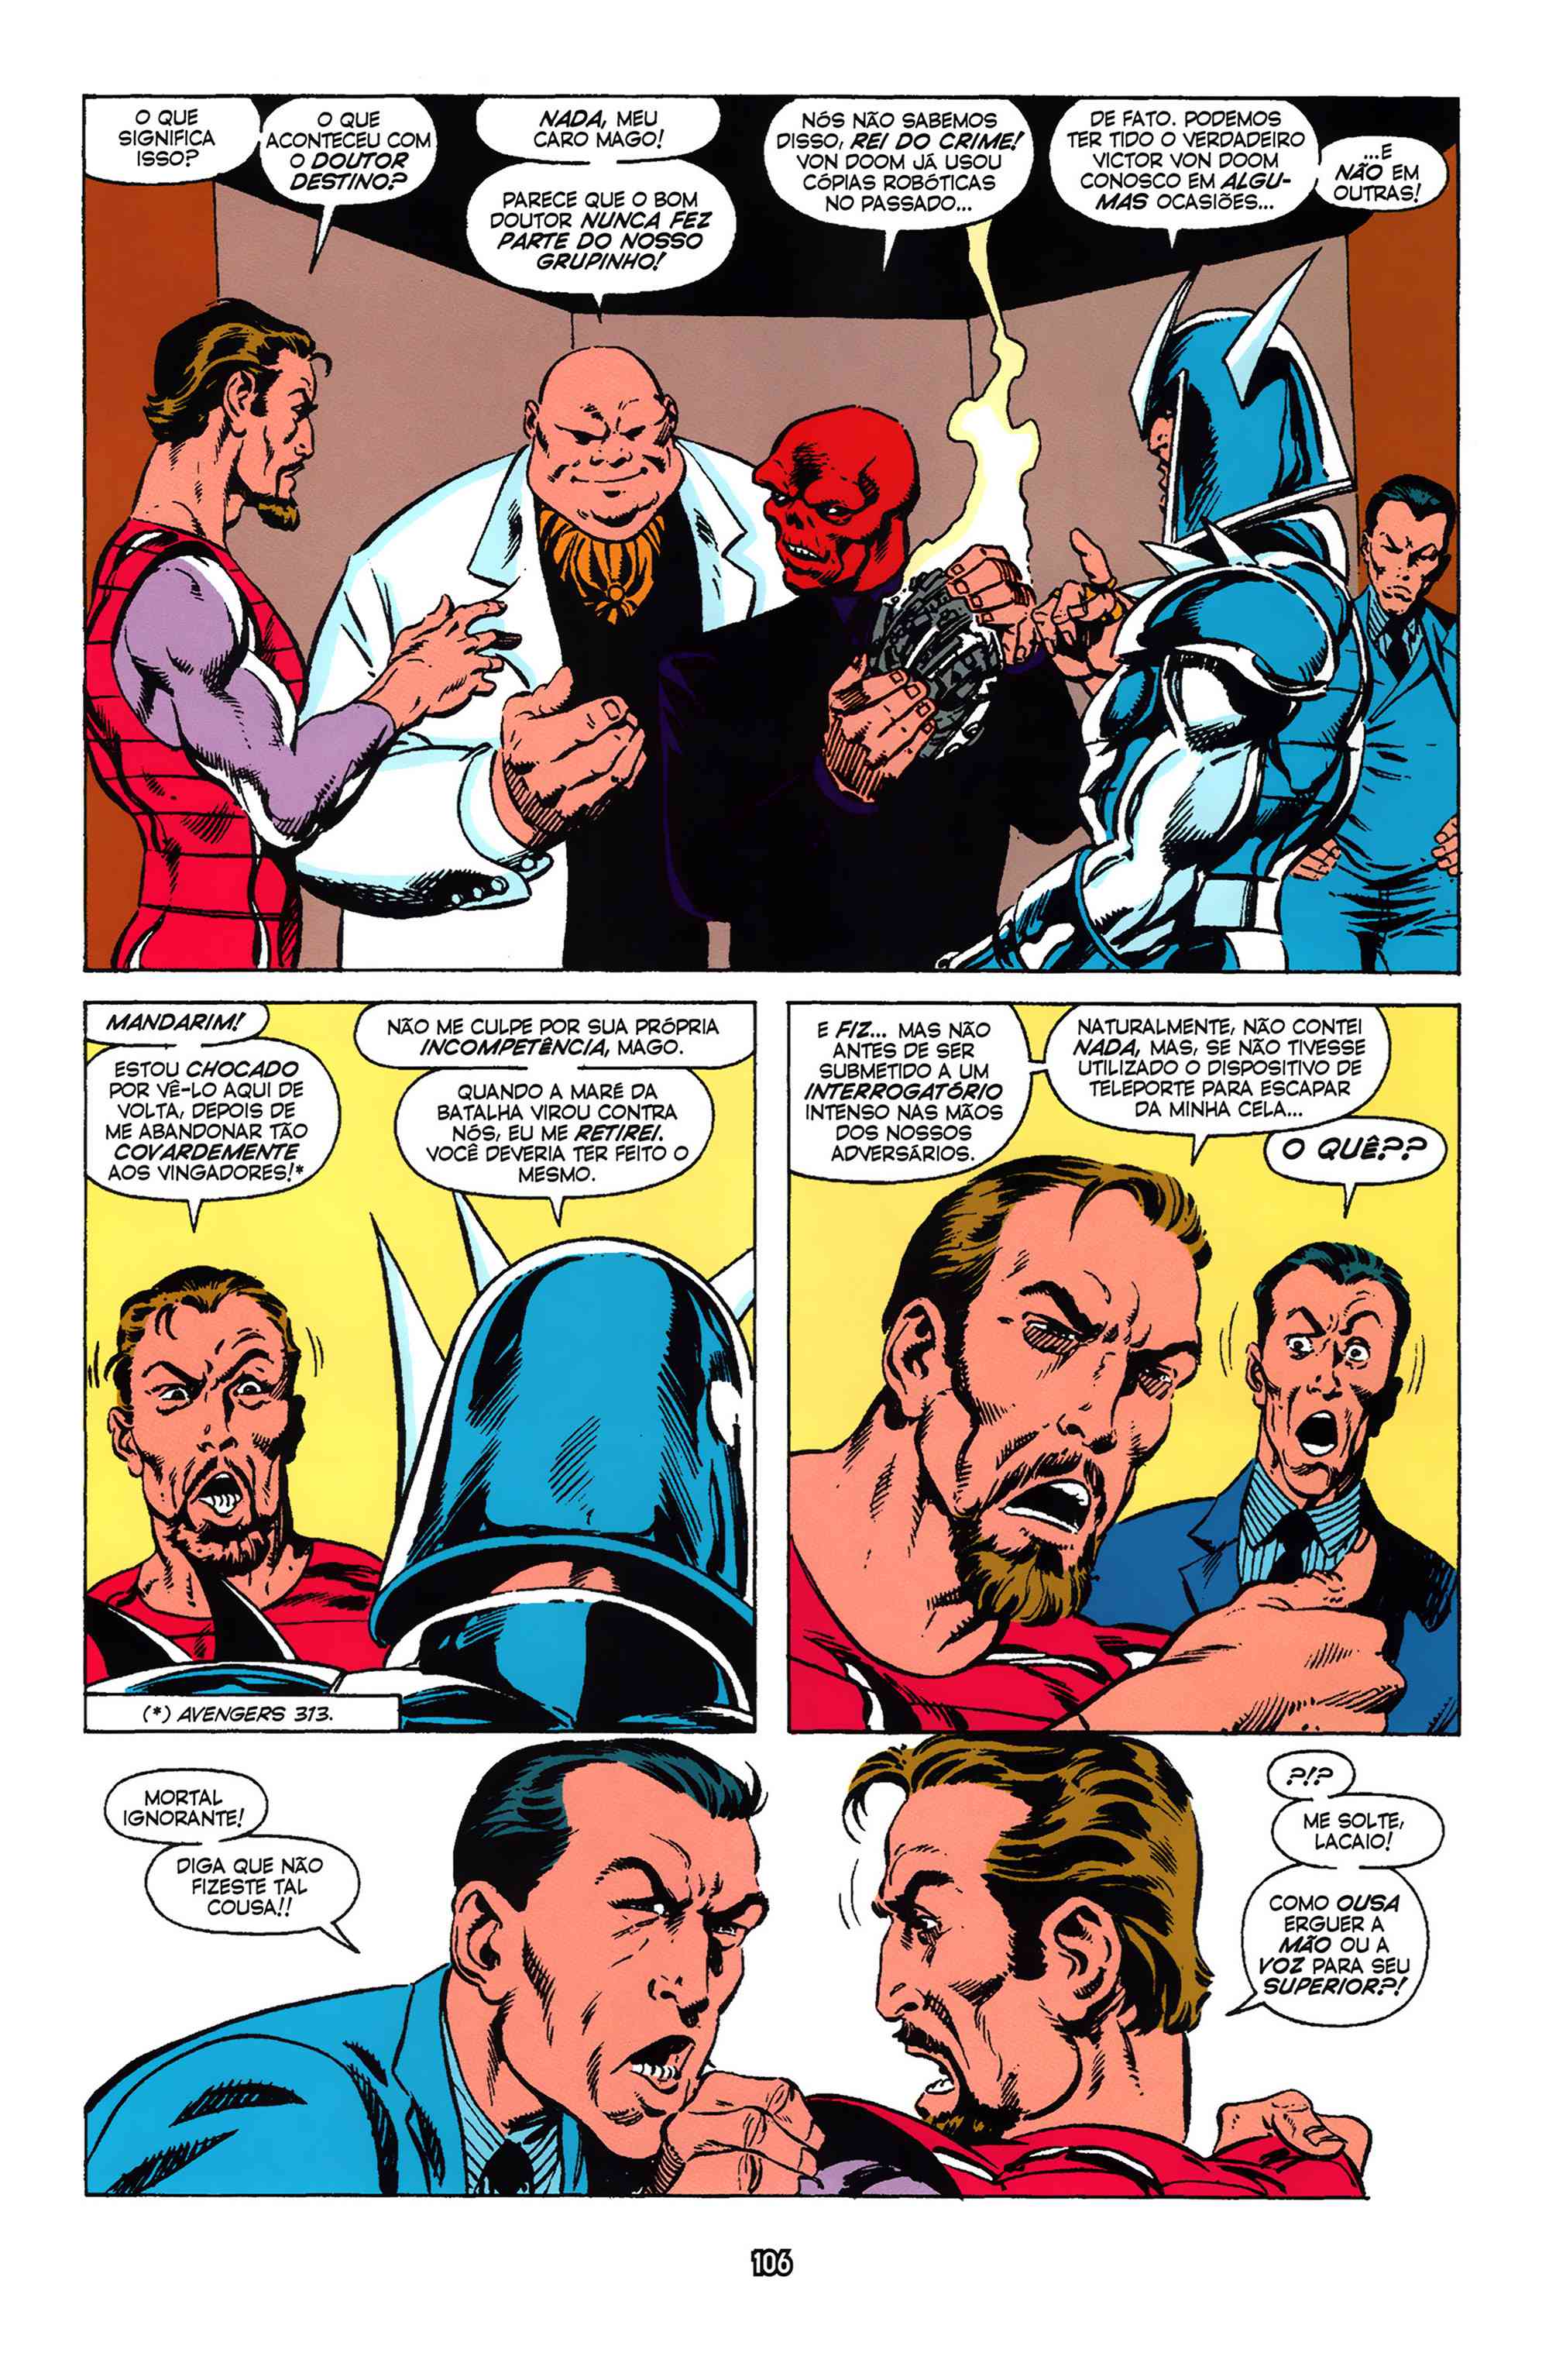 O QUE
SIGNIFICA
ISSO?
O QUE
ACONTECEU COM
O DOUTOR
DESTINO?
NADA, MEU
CARO MAGO!
PARECE QUE O BOM
DOUTOR NUNCA FEZ
PARTE DO NOSSO
GRUPINHO!
NÓS NÃO SABEMOS
DISSO, REI DO CRIME!
VON DOOM JÁ USOU
CÓPIAS ROBÓTICAS
NO PASSADO...
DE FATO. PODEMOS
TER TIDO O VERDADEIRO
VICTOR VON DOOM
CONOSCO EM ALGU-
MAS OCASIÕES...
...E
NÃO EM
OUTRAS!
MANDARIM!
ESTOU CHOCADO
POR VÊ-LO AQUI DE
VOLTA, DEPOIS DE
ME ABANDONAR TÃO
COVARDEMENTE
AOS VINGADORES!*
NÃO ME CULPE POR SUA PRÓPRIA
INCOMPETÊNCIA, MAGO.
QUANDO A MARÉ DA
BATALHA VIROU CONTRA
NÓS, EU ME RETIREI.
VOCÊ DEVERIA TER FEITO O
MESMO.
(*) AVENGERS 313.
E FIZ... MAS NÃO
ANTES DE SER
SUBMETIDO A UM
INTERROGATÓRIO
INTENSO NAS MÃOS
DOS NOSSOS
ADVERSÁRIOS.
NATURALMENTE, NÃO CONTEI
NADA, MAS, SE NÃO TIVESSE
UTILIZADO O DISPOSITIVO DE
TELEPORTE PARA ESCAPAR
DA MINHA CELA...
O QUÊ??
MORTAL
IGNORANTE!
DIGA QUE NÃO
FIZESTE TAL
COUSA!!
?!?
ME SOLTE,
LACAIO!
COMO OUSA
ERGUER A
MÃO OU A
VOZ PARA SEU
SUPERIOR?!
106